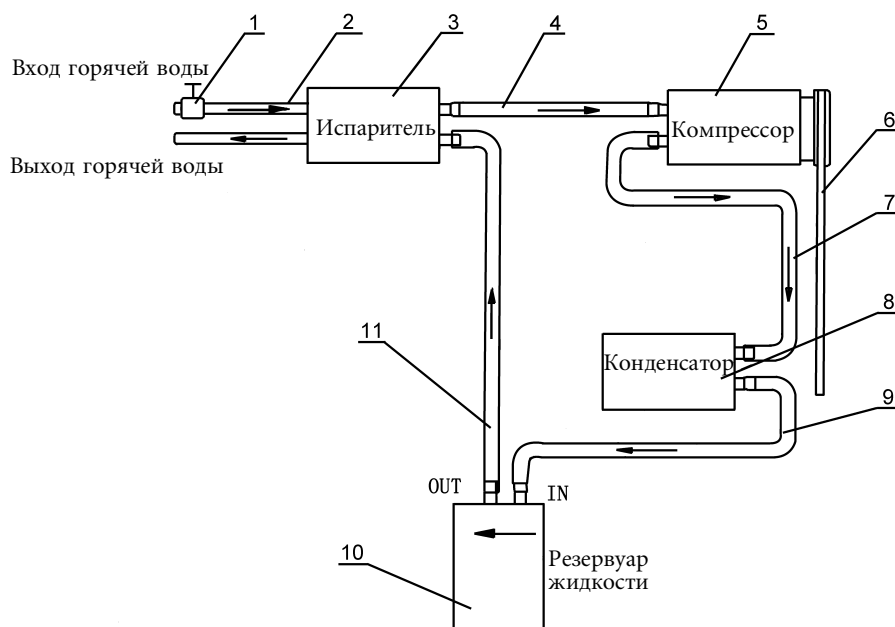 1
2
3
4
5
Вход горячей воды
Испаритель
Компрессор
6
Выход горячей воды
7
8
11
Конденсатор
9
OUT
IN
10
Резервуар
жидкости